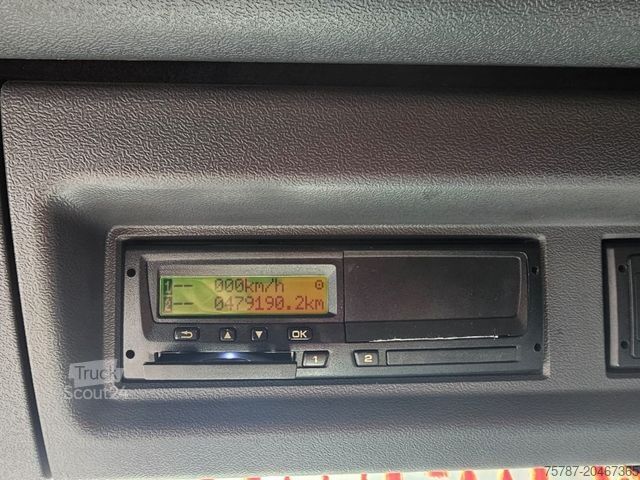 1 -- 000km/h
2 -- 0479190.2km
OK
1 2
Truck
Scout24
75787-20467365